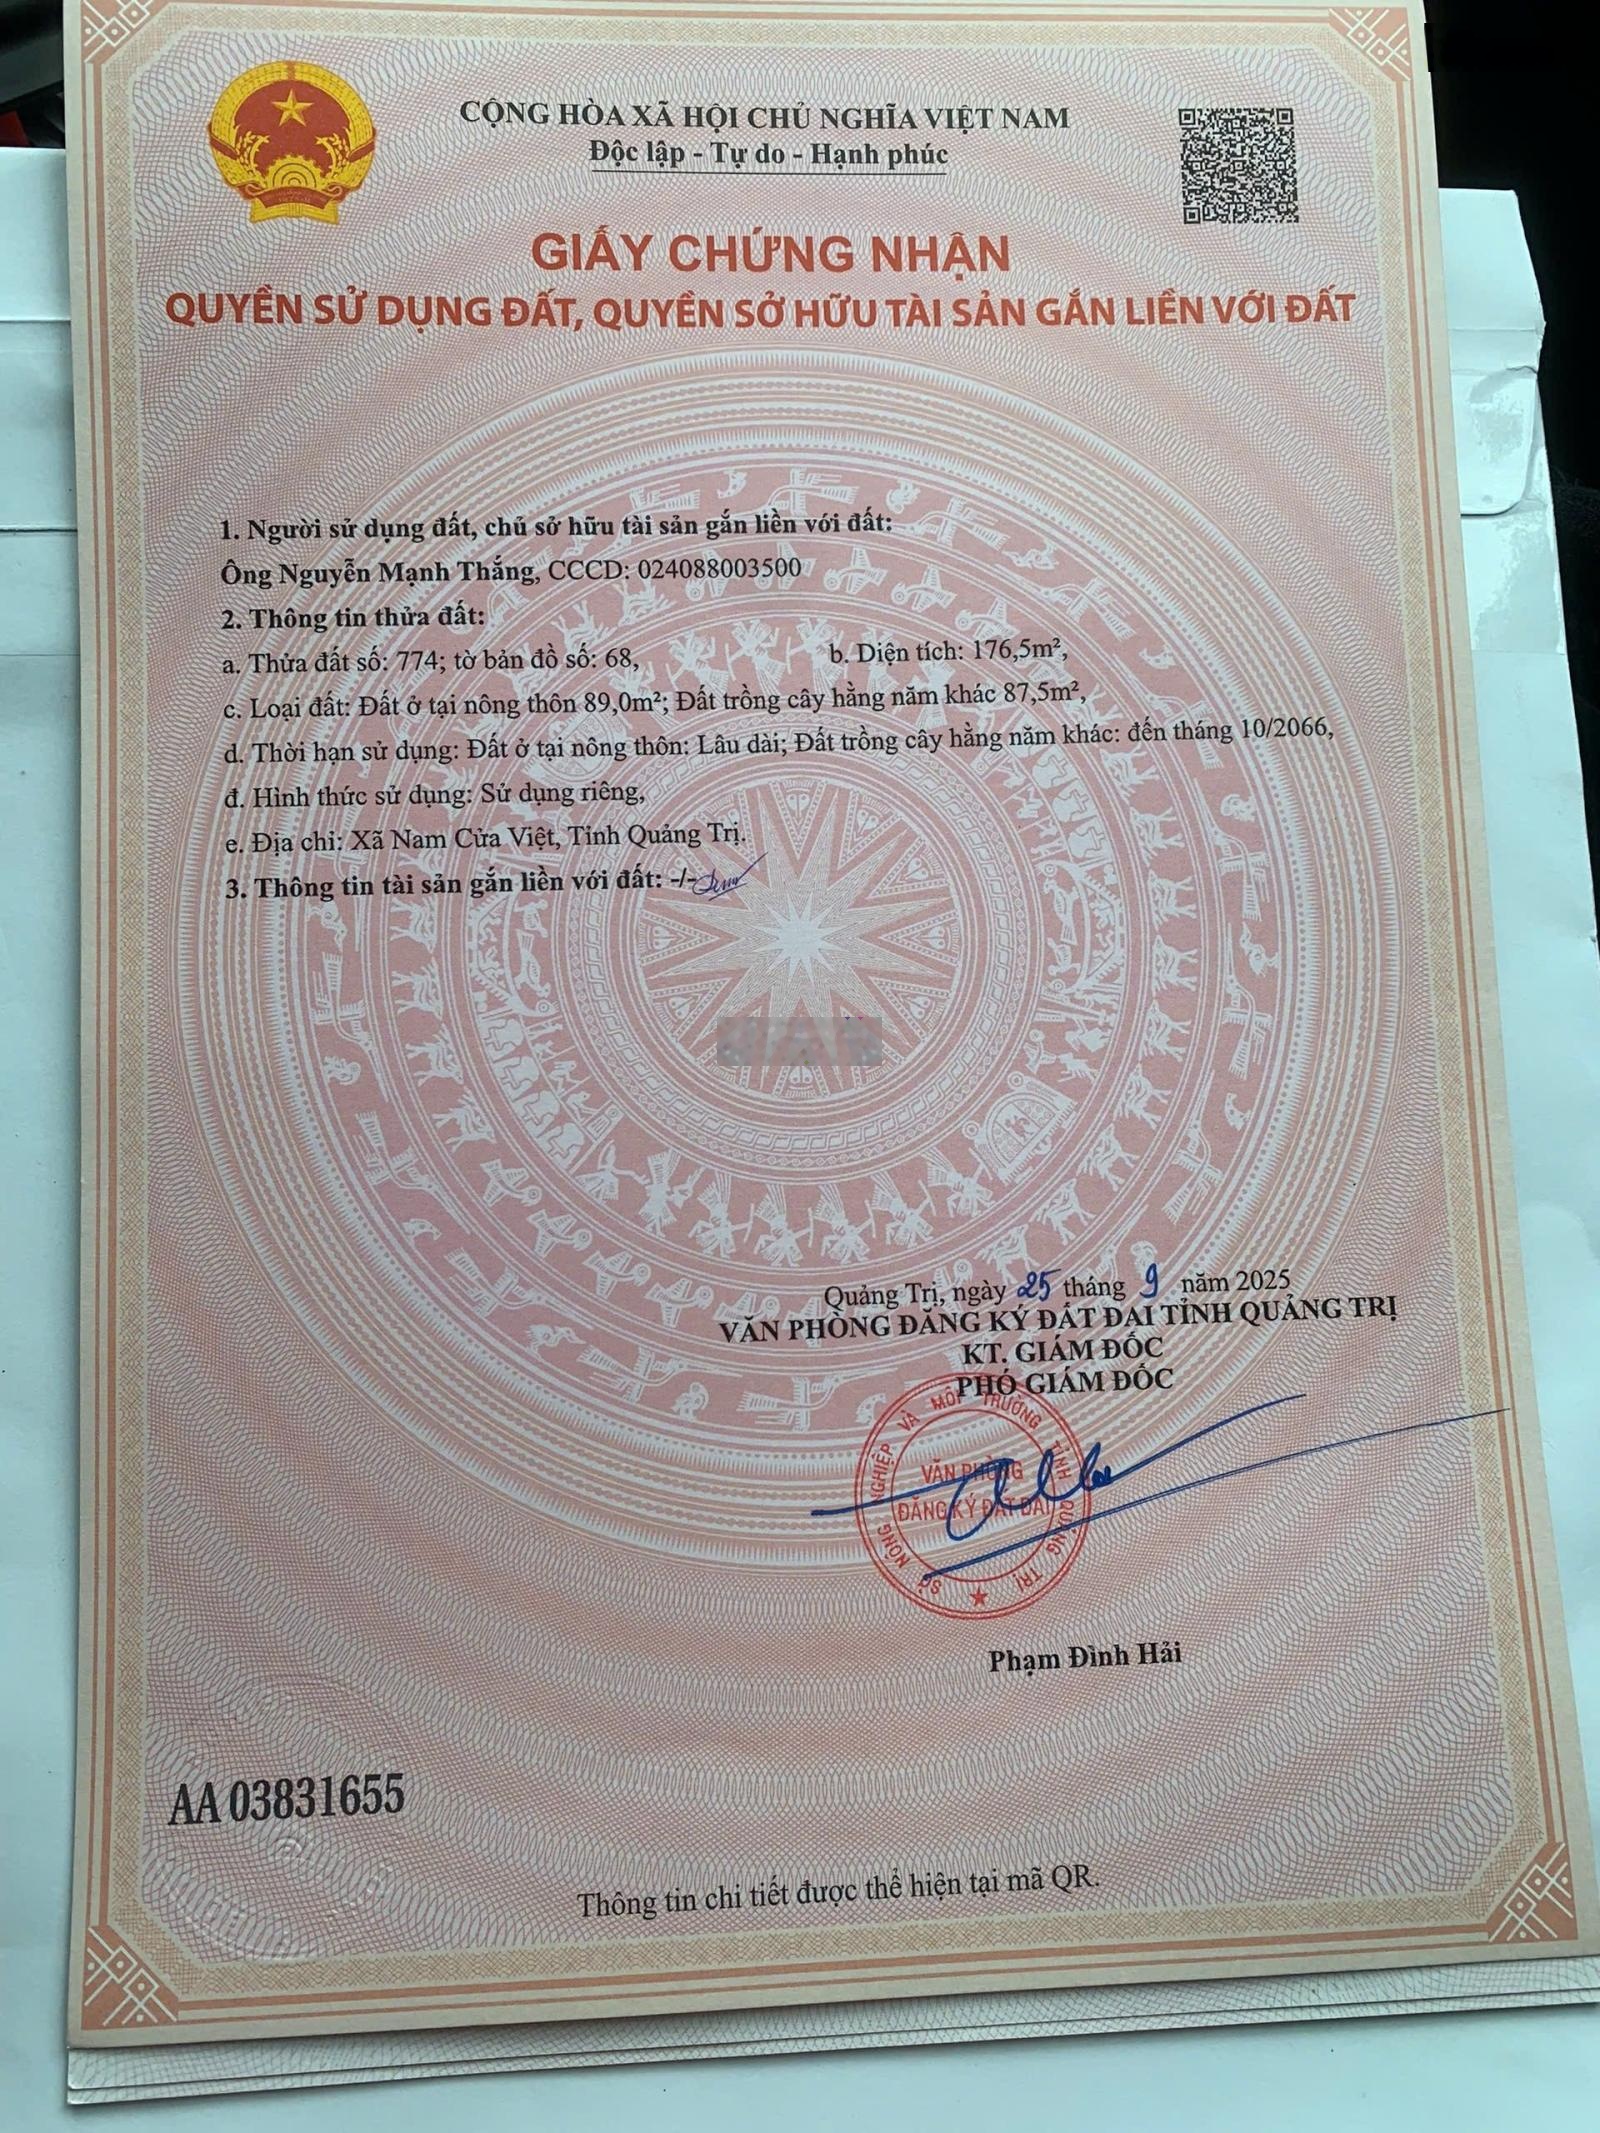 CỘNG HÒA XÃ HỘI CHỦ NGHĨA VIỆT NAM
Độc lập - Tự do - Hạnh phúc
GIẤY CHỨNG NHẬN
QUYỀN SỬ DỤNG ĐẤT, QUYỀN SỞ HỮU TÀI SẢN GẮN LIỀN VỚI ĐẤT
1. Người sử dụng đất, chủ sở hữu tài sản gắn liền với đất:
Ông Nguyễn Mạnh Thắng, CCCD: 024088003500
2. Thông tin thửa đất:
a. Thửa đất số: 774; tờ bản đồ số: 68, b. Diện tích: 176,5m²,
c. Loại đất: Đất ở tại nông thôn 89,0m²; Đất trồng cây hằng năm khác 87,5m²,
d. Thời hạn sử dụng: Đất ở tại nông thôn: Lâu dài; Đất trồng cây hằng năm khác: đến tháng 10/2066,
đ. Hình thức sử dụng: Sử dụng riêng,
e. Địa chỉ: Xã Nam Cửa Việt, Tỉnh Quảng Trị.
3. Thông tin tài sản gắn liền với đất: -/-
Quảng Trị, ngày 25 tháng 9 năm 2025
VĂN PHÒNG ĐĂNG KÝ ĐẤT ĐAI TỈNH QUẢNG TRỊ
KT. GIÁM ĐỐC
PHÓ GIÁM ĐỐC
SỞ NÔNG NGHIỆP VÀ MÔI TRƯỜNG TỈNH QUẢNG TRỊ
VĂN PHÒNG
ĐĂNG KÝ ĐẤT ĐAI
Phạm Đình Hải
AA 03831655
Thông tin chi tiết được thể hiện tại mã QR.